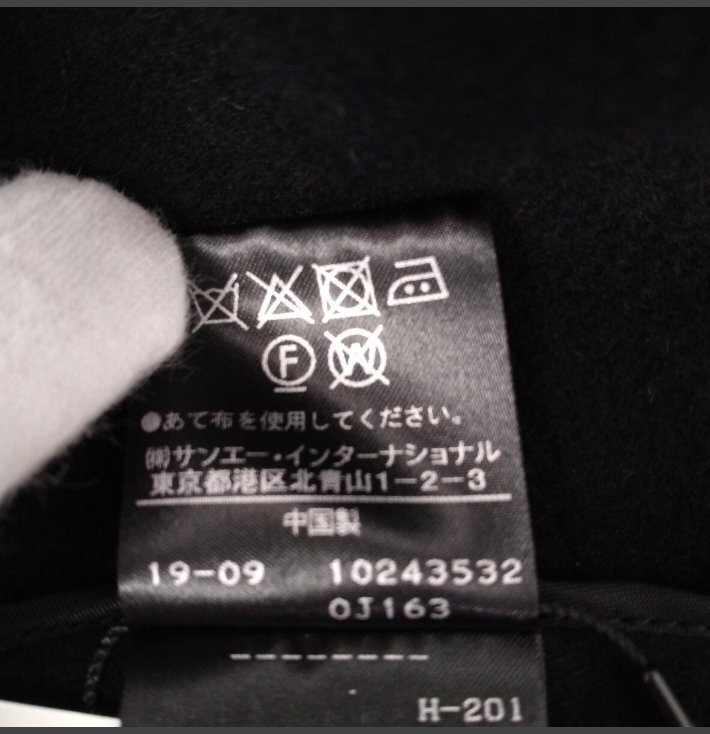 F W
●あて布を使用してください。
㈱サンエー・インターナショナル
東京都港区北青山1-2-3
中国製
19-09 10243532
0J163
--------
H-201